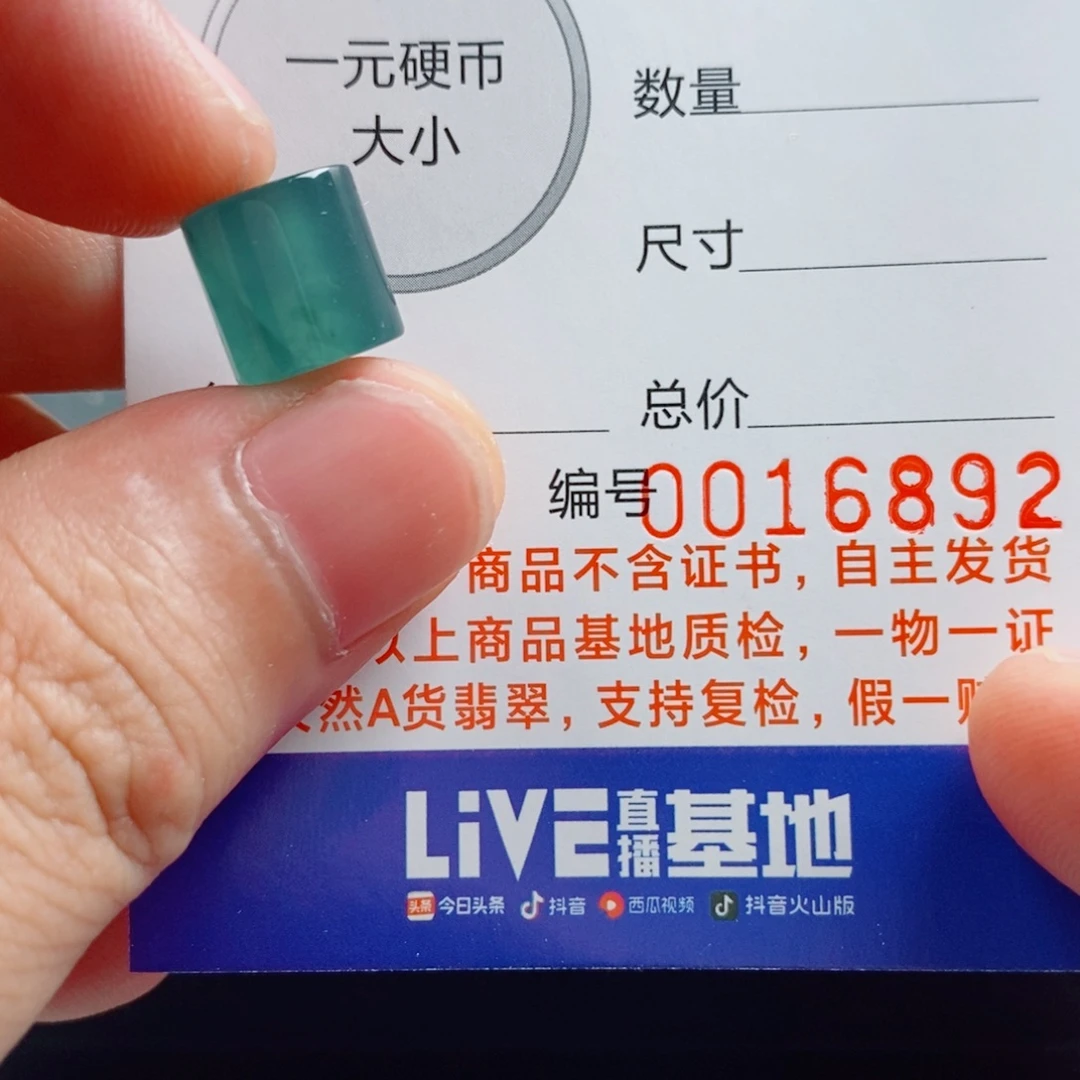 一元硬币
大小
数量
尺寸
总价
编号0016892
商品不含证书，自主发货
上商品基地质检，一物一证
然A货翡翠，支持复检，假一
LiVE直播基地
头条 今日头条 抖音 西瓜视频 抖音火山版